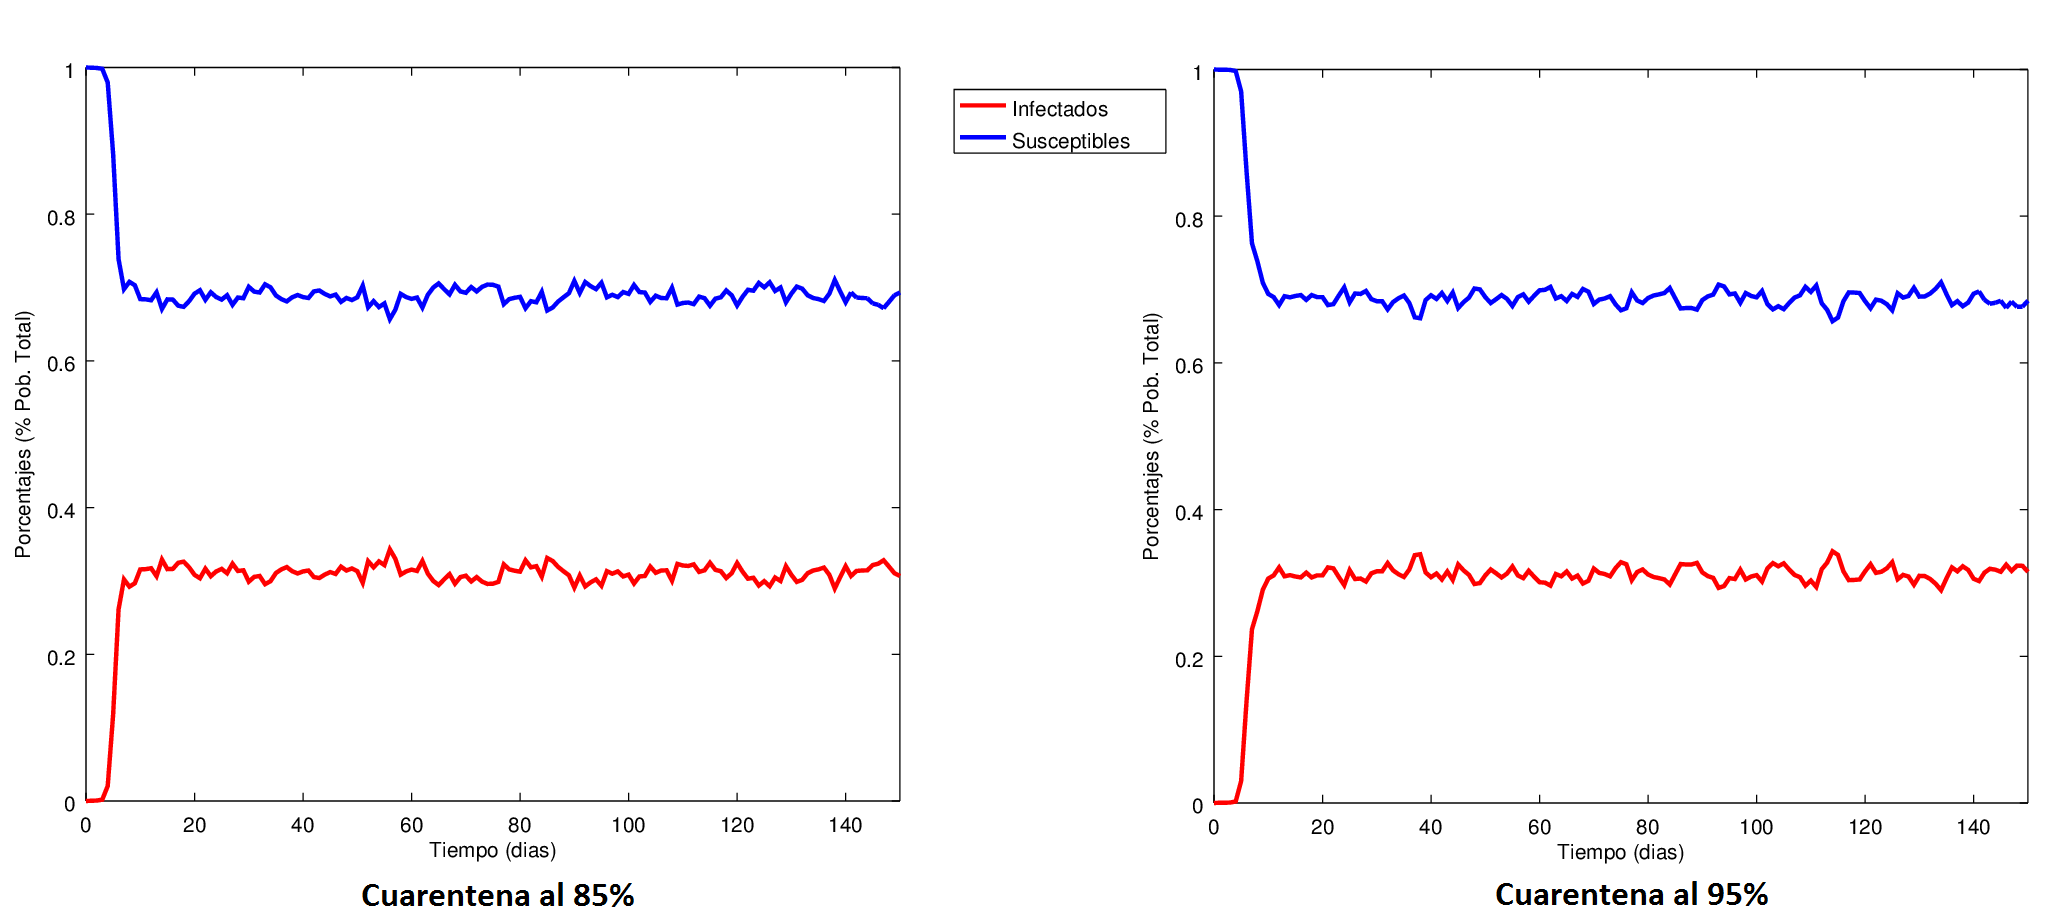 1
0.8
0.6
0.4
0.2
0
Porcentajes (% Pob. Total)
0 20 40 60 80 100 120 140
Tiempo (dias)
Cuarentena al 85%
Infectados
Susceptibles
1
0.8
0.6
0.4
0.2
0
Porcentajes (% Pob. Total)
0 20 40 60 80 100 120 140
Tiempo (dias)
Cuarentena al 95%